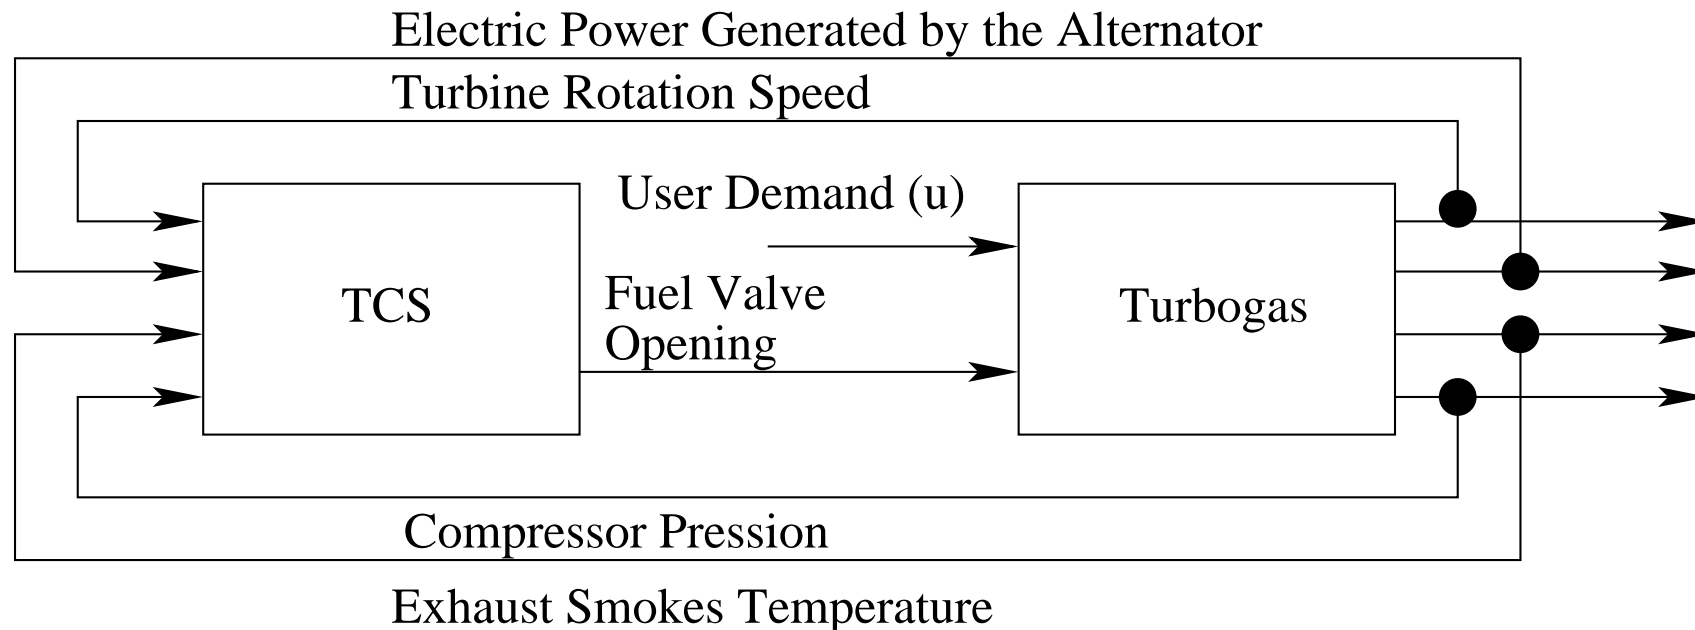 Electric Power Generated by the Alternator
Turbine Rotation Speed
User Demand (u)
TCS
Fuel Valve
Opening
Turbogas
Compressor Pression
Exhaust Smokes Temperature